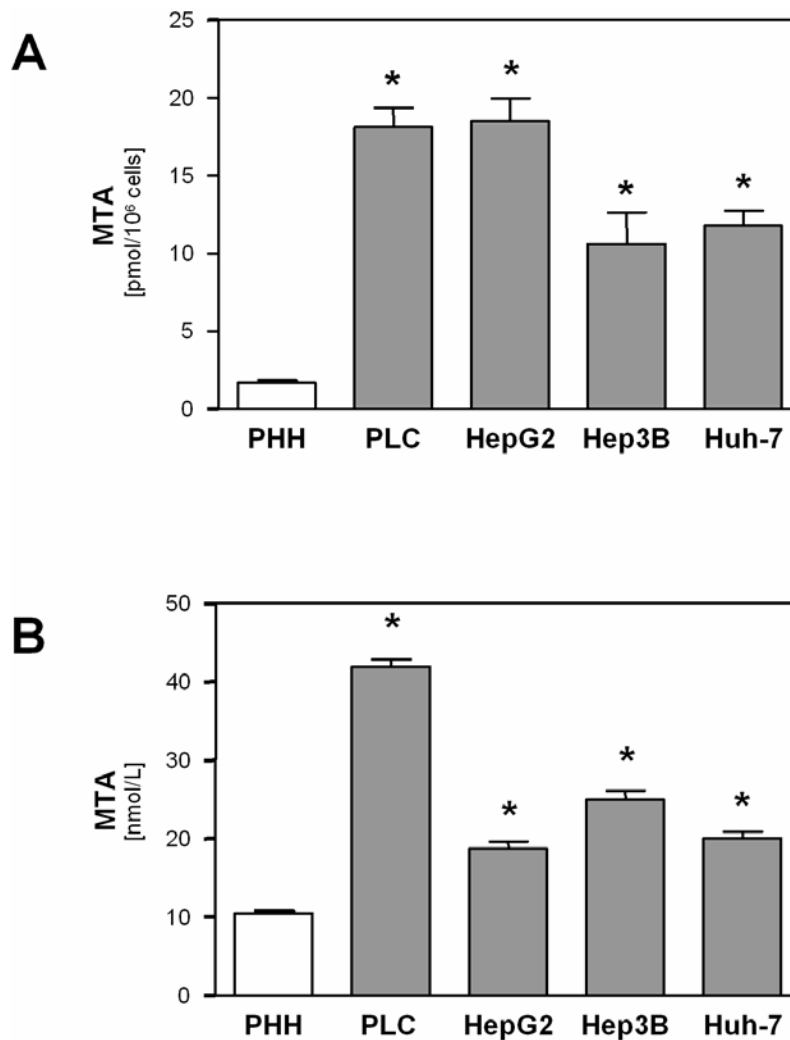 A
MTA
[pmol/10⁶ cells]
25
20
15
10
5
0
* * * *
PHH PLC HepG2 Hep3B Huh-7
B
MTA
[nmol/L]
50
40
30
20
10
0
* * * *
PHH PLC HepG2 Hep3B Huh-7